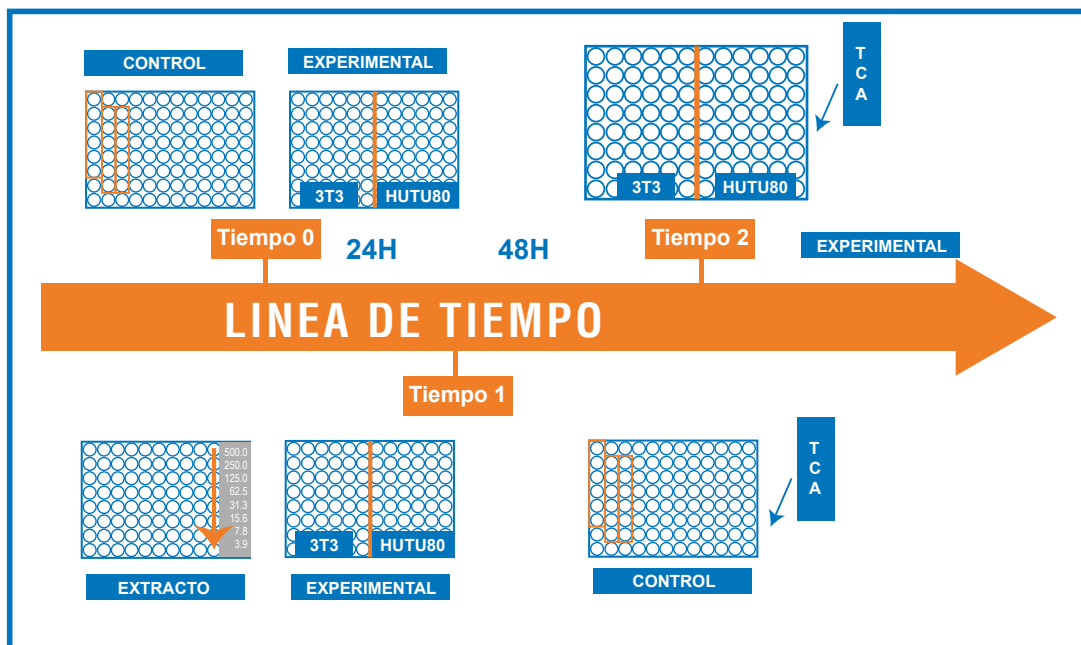 CONTROL
EXPERIMENTAL
3T3
HUTU80
3T3
HUTU80
T
C
A
Tiempo 0
24H
48H
Tiempo 2
EXPERIMENTAL
LINEA DE TIEMPO
Tiempo 1
500.0
250.0
125.0
62.5
31.3
15.6
7.8
3.9
3T3
HUTU80
T
C
A
EXTRACTO
EXPERIMENTAL
CONTROL